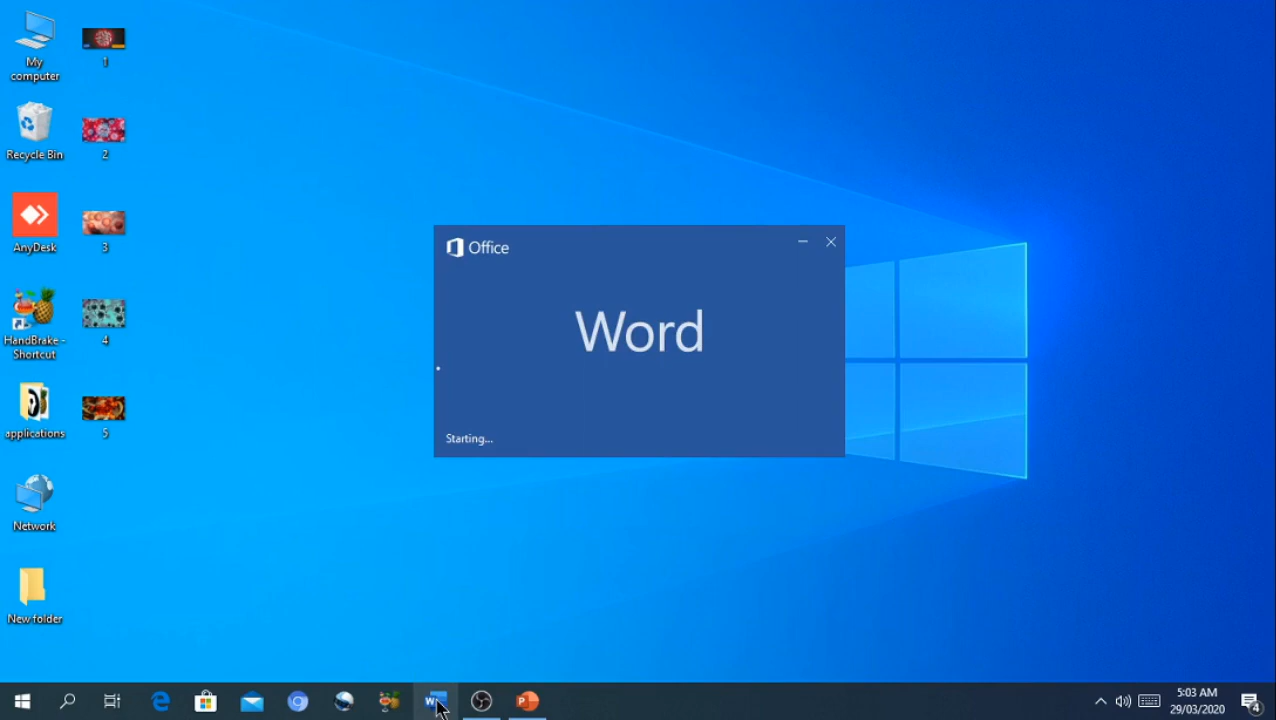 My
computer
1
Recycle Bin
2
AnyDesk
3
HandBrake -
Shortcut
4
applications
5
Network
New folder
Office
Word
Starting...
5:03 AM
29/03/2020
4